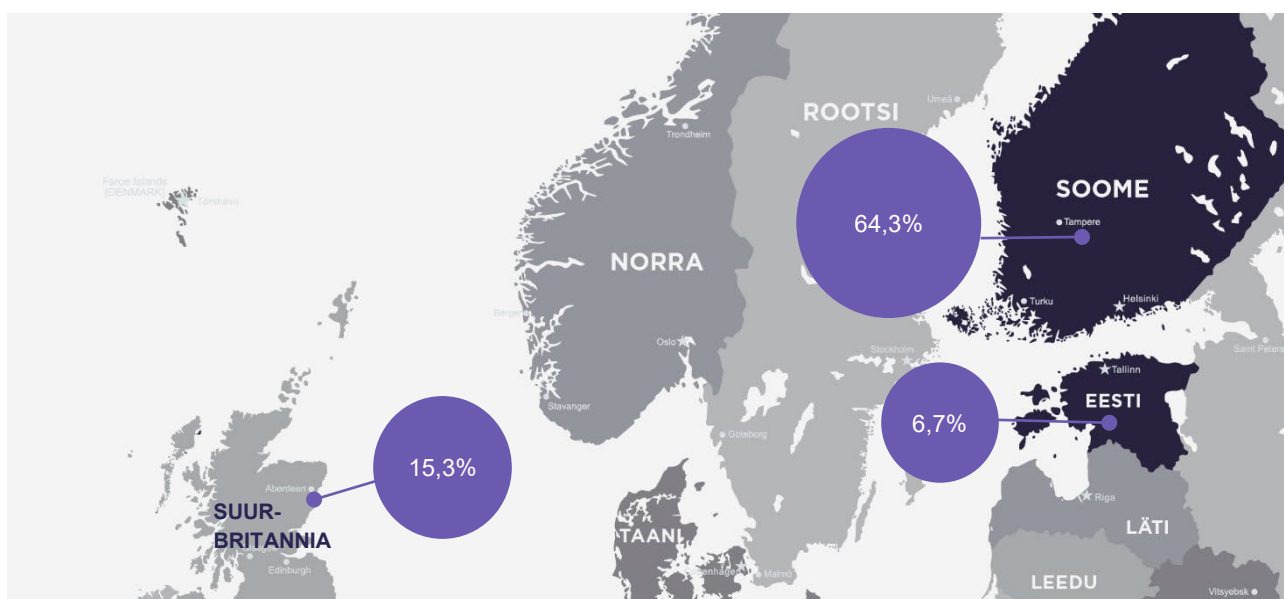 ROOTSI
Umeå
Trondheim
Faroe Islands
(DENMARK)
Tórshavn
SOOME
Tampere
64,3%
NORRA
Turku
Helsinki
Bergen
Oslo
Stockholm
Saint Peters
Tallinn
EESTI
Stavanger
6,7%
Göteborg
15,3%
Aberdeen
Riga
SUUR-
BRITANNIA
TAANI
LÄTI
Edinburgh
Malmö
LEEDU
Vitsyebsk